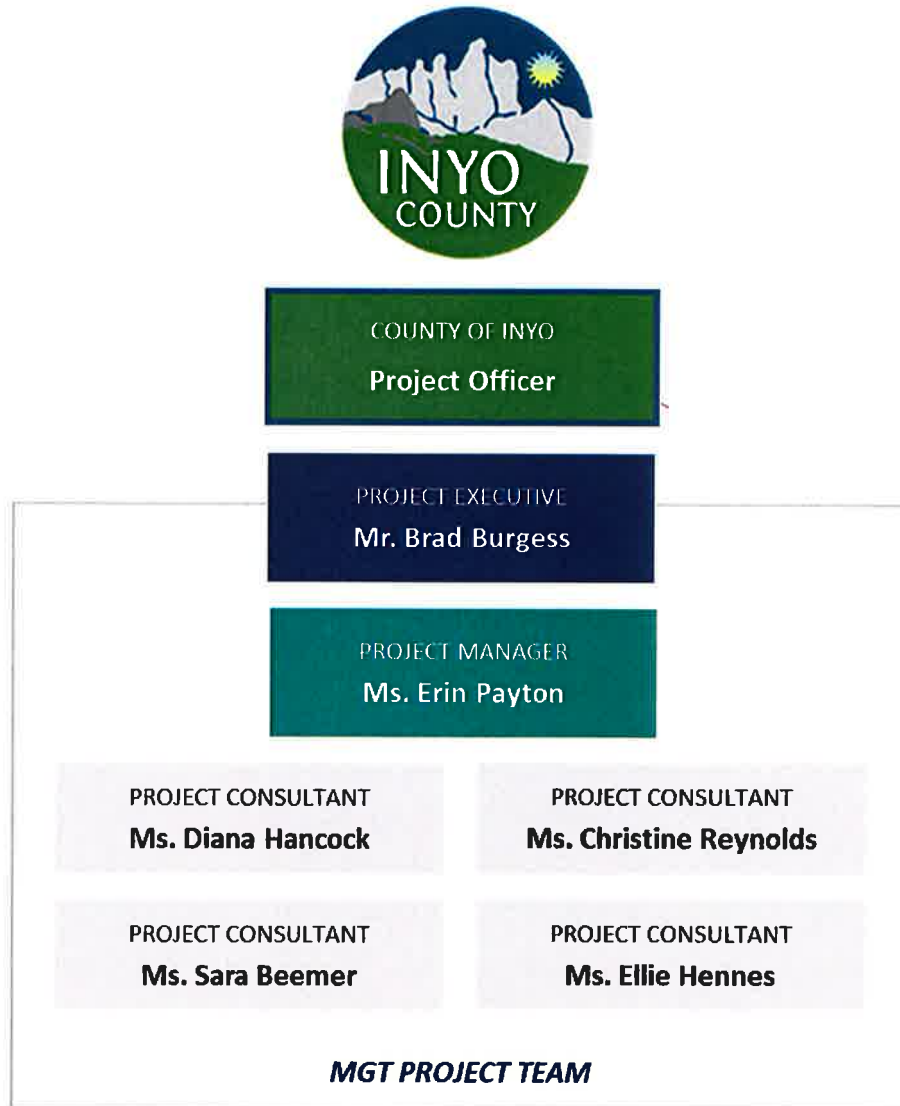 INYO
COUNTY
COUNTY OF INYO
Project Officer
PROJECT EXECUTIVE
Mr. Brad Burgess
PROJECT MANAGER
Ms. Erin Payton
PROJECT CONSULTANT
Ms. Diana Hancock
PROJECT CONSULTANT
Ms. Christine Reynolds
PROJECT CONSULTANT
Ms. Sara Beemer
PROJECT CONSULTANT
Ms. Ellie Hennes
MGT PROJECT TEAM